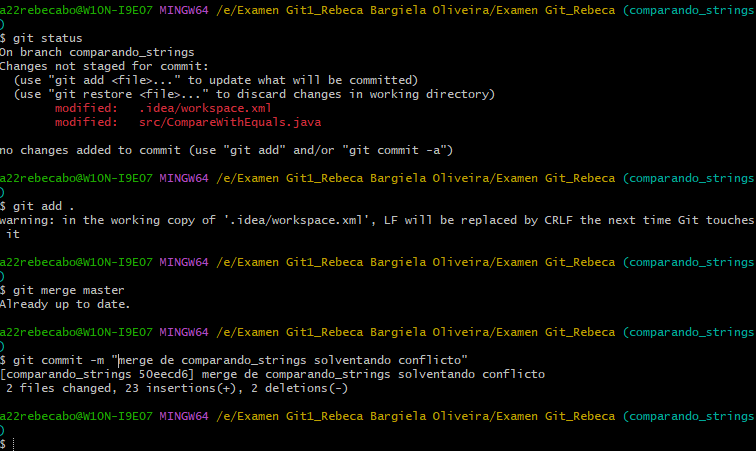 a22rebecabo@W10N-I9E07 MINGW64 /e/Examen Git1_Rebeca Bargiela Oliveira/Examen Git_Rebeca (comparando_strings
)
$ git status
On branch comparando_strings
Changes not staged for commit:
  (use "git add <file>..." to update what will be committed)
  (use "git restore <file>..." to discard changes in working directory)
        modified:   .idea/workspace.xml
        modified:   src/CompareWithEquals.java

no changes added to commit (use "git add" and/or "git commit -a")

a22rebecabo@W10N-I9E07 MINGW64 /e/Examen Git1_Rebeca Bargiela Oliveira/Examen Git_Rebeca (comparando_strings
)
$ git add .
warning: in the working copy of '.idea/workspace.xml', LF will be replaced by CRLF the next time Git touches
 it

a22rebecabo@W10N-I9E07 MINGW64 /e/Examen Git1_Rebeca Bargiela Oliveira/Examen Git_Rebeca (comparando_strings
)
$ git merge master
Already up to date.

a22rebecabo@W10N-I9E07 MINGW64 /e/Examen Git1_Rebeca Bargiela Oliveira/Examen Git_Rebeca (comparando_strings
)
$ git commit -m "merge de comparando_strings solventando conflicto"
[comparando_strings 50eecd6] merge de comparando_strings solventando conflicto
 2 files changed, 23 insertions(+), 2 deletions(-)

a22rebecabo@W10N-I9E07 MINGW64 /e/Examen Git1_Rebeca Bargiela Oliveira/Examen Git_Rebeca (comparando_strings
)
$